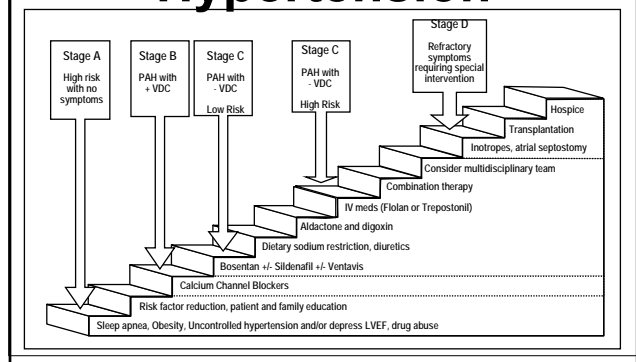 Hypertension
Stage A
High risk
with no
symptoms
Stage B
PAH with
+ VDC
Stage C
PAH with
- VDC
Low Risk
Stage C
PAH with
- VDC
High Risk
Stage D
Refractory
symptoms
requiring special
intervention
Hospice
Transplantation
Inotropes, atrial septostomy
Consider multidisciplinary team
Combination therapy
IV meds (Flolan or Trepostonil)
Aldactone and digoxin
Dietary sodium restriction, diuretics
Bosentan +/- Sildenafil +/- Ventavis
Calcium Channel Blockers
Risk factor reduction, patient and family education
Sleep apnea, Obesity, Uncontrolled hypertension and/or depress LVEF, drug abuse